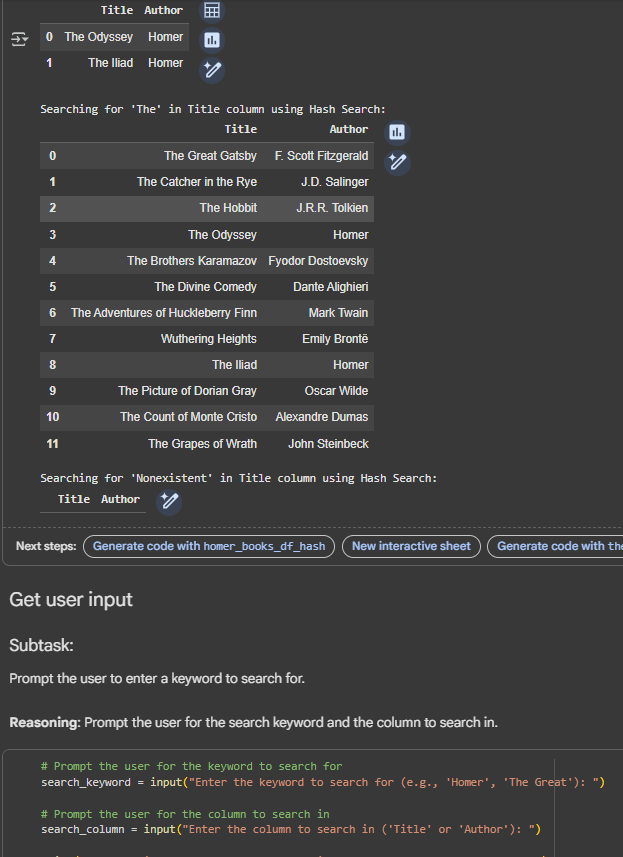 Title Author
0 The Odyssey Homer
1 The Iliad Homer
Searching for 'The' in Title column using Hash Search:
Title Author
0 The Great Gatsby F. Scott Fitzgerald
1 The Catcher in the Rye J.D. Salinger
2 The Hobbit J.R.R. Tolkien
3 The Odyssey Homer
4 The Brothers Karamazov Fyodor Dostoevsky
5 The Divine Comedy Dante Alighieri
6 The Adventures of Huckleberry Finn Mark Twain
7 Wuthering Heights Emily Brontë
8 The Iliad Homer
9 The Picture of Dorian Gray Oscar Wilde
10 The Count of Monte Cristo Alexandre Dumas
11 The Grapes of Wrath John Steinbeck
Searching for 'Nonexistent' in Title column using Hash Search:
Title Author
Next steps: Generate code with homer_books_df_hash New interactive sheet Generate code with the
Get user input
Subtask:
Prompt the user to enter a keyword to search for.
Reasoning: Prompt the user for the search keyword and the column to search in.
# Prompt the user for the keyword to search for
search_keyword = input("Enter the keyword to search for (e.g., 'Homer', 'The Great'): ")
# Prompt the user for the column to search in
search_column = input("Enter the column to search in ('Title' or 'Author'): ")